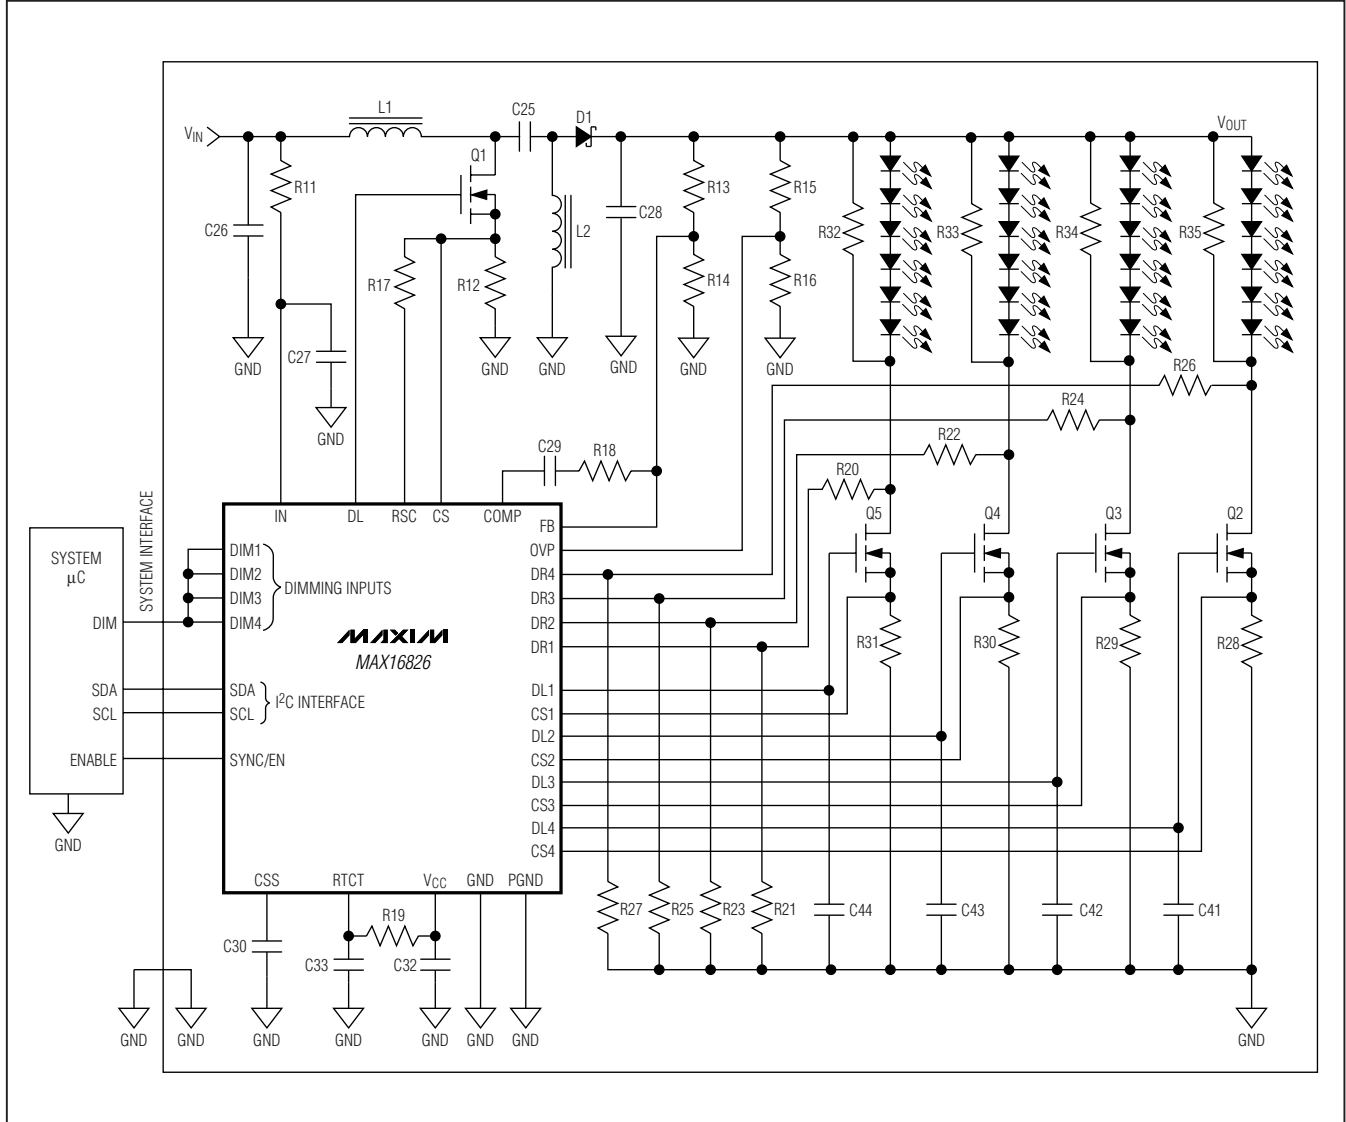 L1
C25
D1
VIN
VOUT
Q1
R11
R13
R15
C26
C28
L2
R32
R33
R34
R35
R17
R12
R14
R16
C27
GND
GND
GND
GND
GND
GND
GND
R26
R24
R22
R20
C29
R18
SYSTEM INTERFACE
IN
DL
RSC
CS
COMP
FB
OVP
DR4
DR3
DR2
DR1
DL1
CS1
DL2
CS2
DL3
CS3
DL4
CS4
Q5
Q4
Q3
Q2
SYSTEM
µC
DIM
SDA
SCL
ENABLE
GND
DIM1
DIM2
DIM3
DIM4
DIMMING INPUTS
MAXIM
MAX16826
SDA
SCL
I2C INTERFACE
SYNC/EN
R31
R30
R29
R28
CSS
RTCT
VCC
GND
PGND
R19
C30
C33
C32
R27
R25
R23
R21
C44
C43
C42
C41
GND
GND
GND
GND
GND
GND
GND
GND